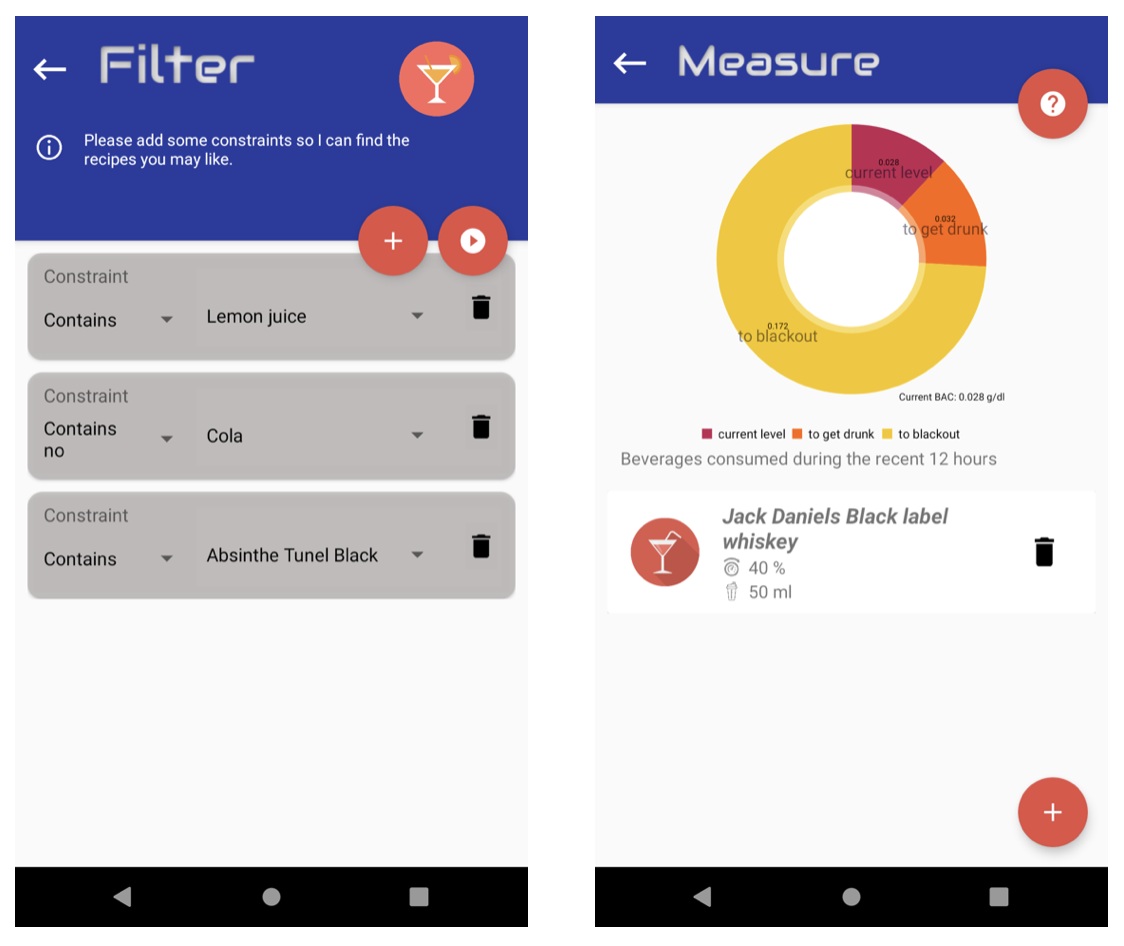 Filter
Please add some constraints so I can find the
recipes you may like.
Constraint
Contains
Lemon juice
Constraint
Contains
no
Cola
Constraint
Contains
Absinthe Tunel Black
Measure
0.028
current level
0.032
to get drunk
0.172
to blackout
Current BAC: 0.028 g/dl
current level to get drunk to blackout
Beverages consumed during the recent 12 hours
Jack Daniels Black label
whiskey
40 %
50 ml